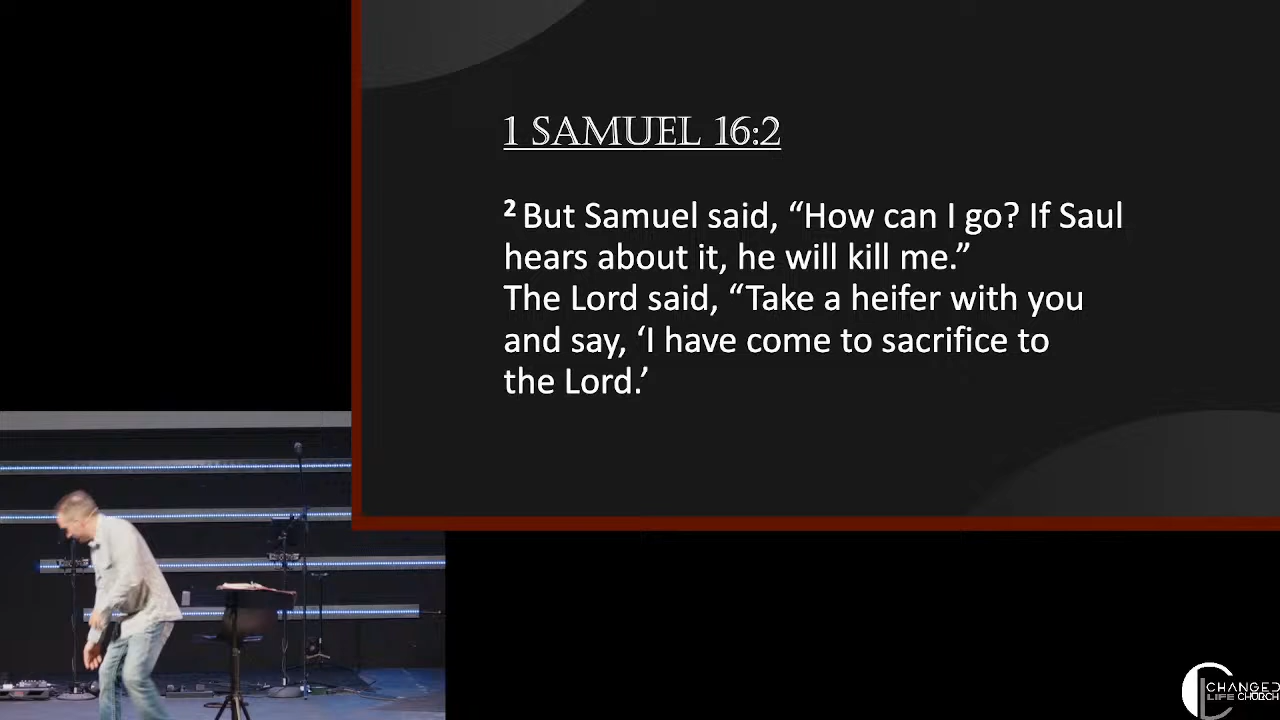 1 SAMUEL 16:2
2 But Samuel said, “How can I go? If Saul
hears about it, he will kill me.”
The Lord said, “Take a heifer with you
and say, ‘I have come to sacrifice to
the Lord.’
CHANGED
LIFE CHURCH